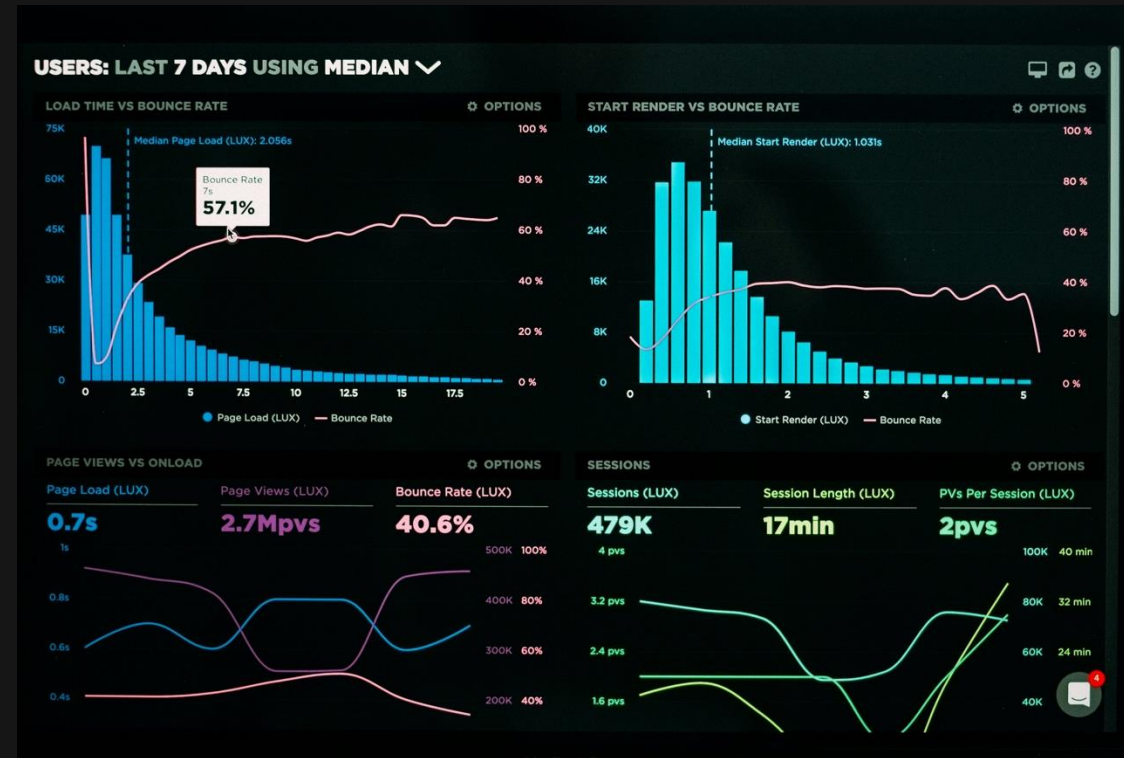 USERS: LAST 7 DAYS USING MEDIAN
LOAD TIME VS BOUNCE RATE
OPTIONS
75K
60K
45K
30K
15K
0
Median Page Load (LUX): 2.056s
Bounce Rate
7s
57.1%
100 %
80 %
60 %
40 %
20 %
0 %
0 2.5 5 7.5 10 12.5 15 17.5
Page Load (LUX) Bounce Rate
START RENDER VS BOUNCE RATE
OPTIONS
40K
32K
24K
16K
8K
0
Median Start Render (LUX): 1.031s
100 %
80 %
60 %
40 %
20 %
0 %
0 1 2 3 4 5
Start Render (LUX) Bounce Rate
PAGE VIEWS VS ONLOAD
OPTIONS
Page Load (LUX) Page Views (LUX) Bounce Rate (LUX)
0.7s 2.7Mpvs 40.6%
1s
0.8s
0.6s
0.4s
500K 100%
400K 80%
300K 60%
200K 40%
SESSIONS
OPTIONS
Sessions (LUX) Session Length (LUX) PVs Per Session (LUX)
479K 17min 2pvs
4 pvs
3.2 pvs
2.4 pvs
1.6 pvs
100K 40 min
80K 32 min
60K 24 min
40K
4